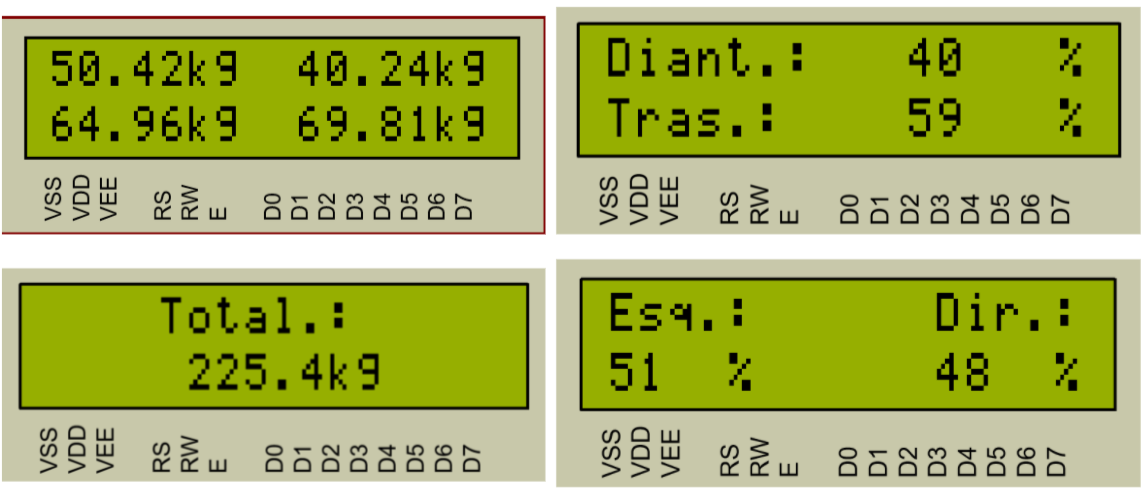 50.42kg 40.24kg
64.96kg 69.81kg
VSS VDD VEE RS RW E D0 D1 D2 D3 D4 D5 D6 D7
Diant.: 40 %
Tras.: 59 %
VSS VDD VEE RS RW E D0 D1 D2 D3 D4 D5 D6 D7
Total.:
225.4kg
VSS VDD VEE RS RW E D0 D1 D2 D3 D4 D5 D6 D7
Esq.: Dir.:
51 % 48 %
VSS VDD VEE RS RW E D0 D1 D2 D3 D4 D5 D6 D7